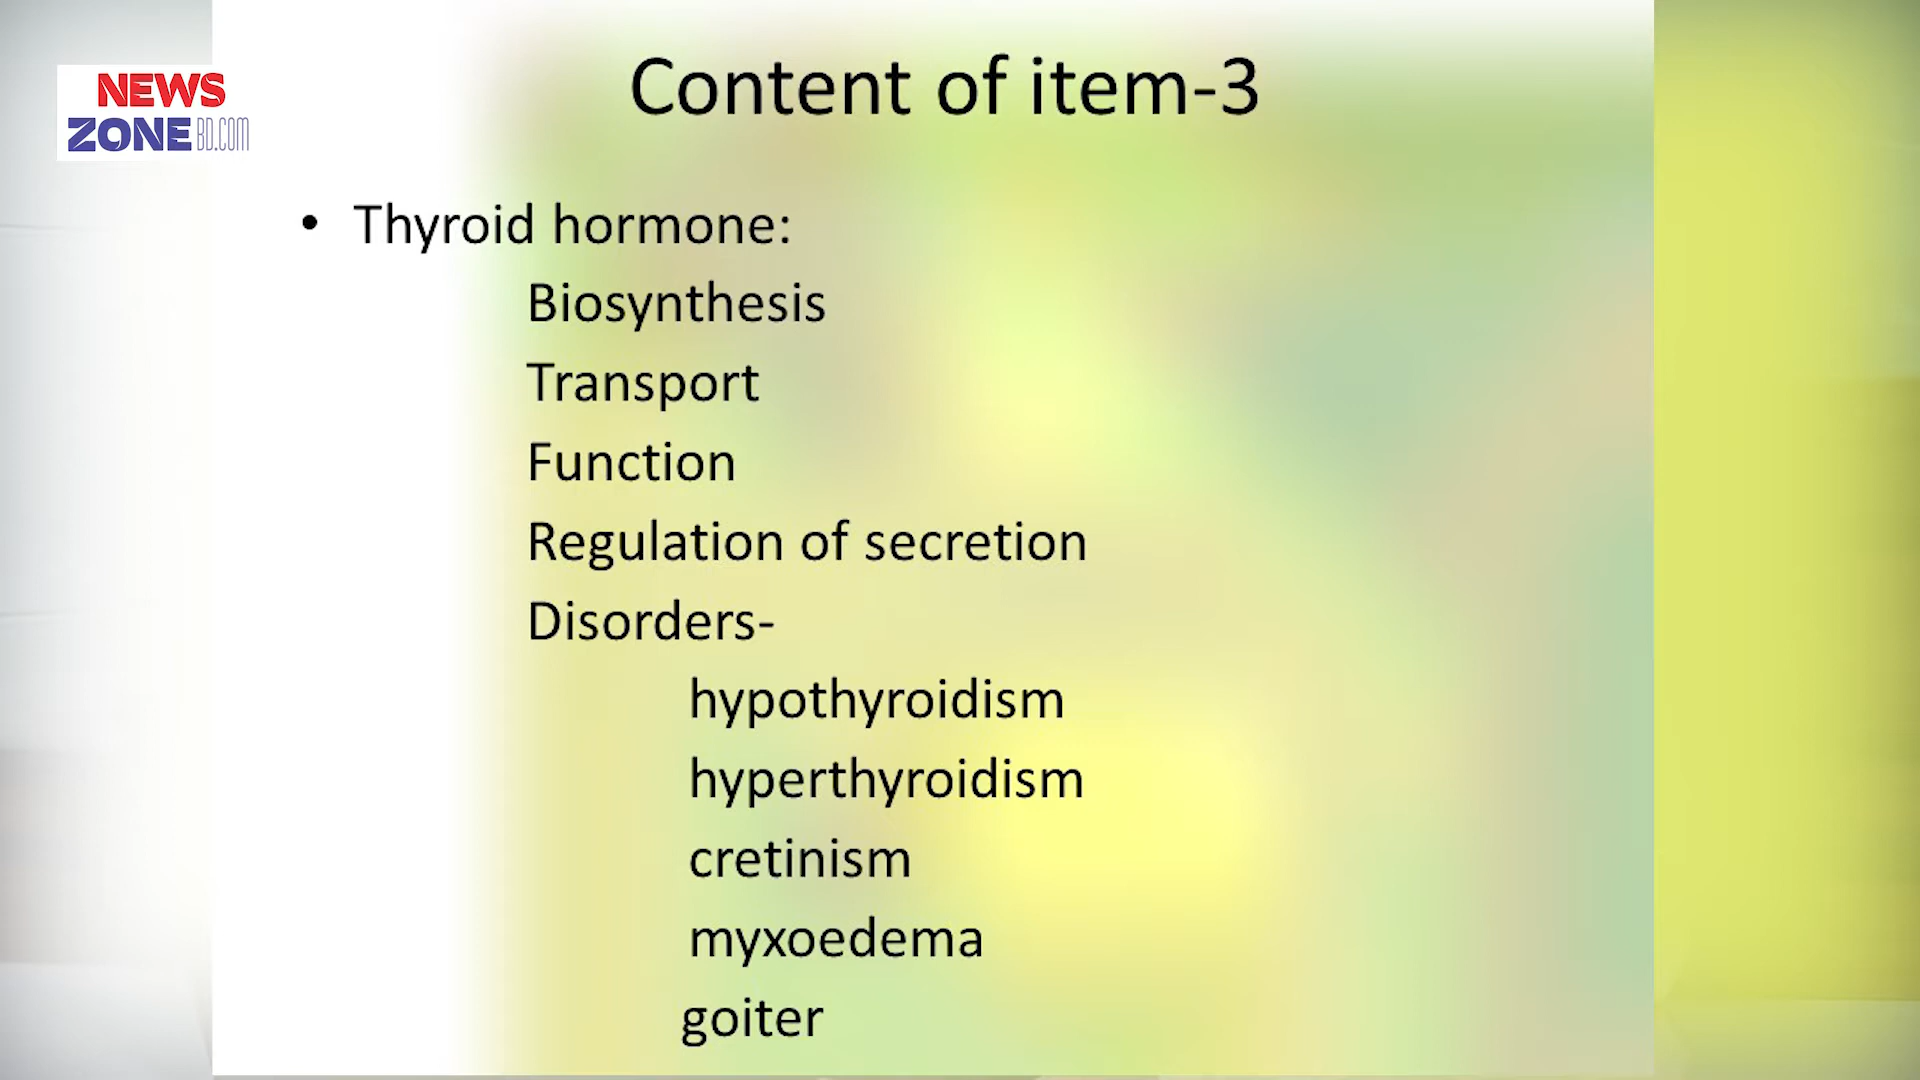 NEWS
ZONE BD.COM
Content of item-3
• Thyroid hormone:
Biosynthesis
Transport
Function
Regulation of secretion
Disorders-
hypothyroidism
hyperthyroidism
cretinism
myxoedema
goiter